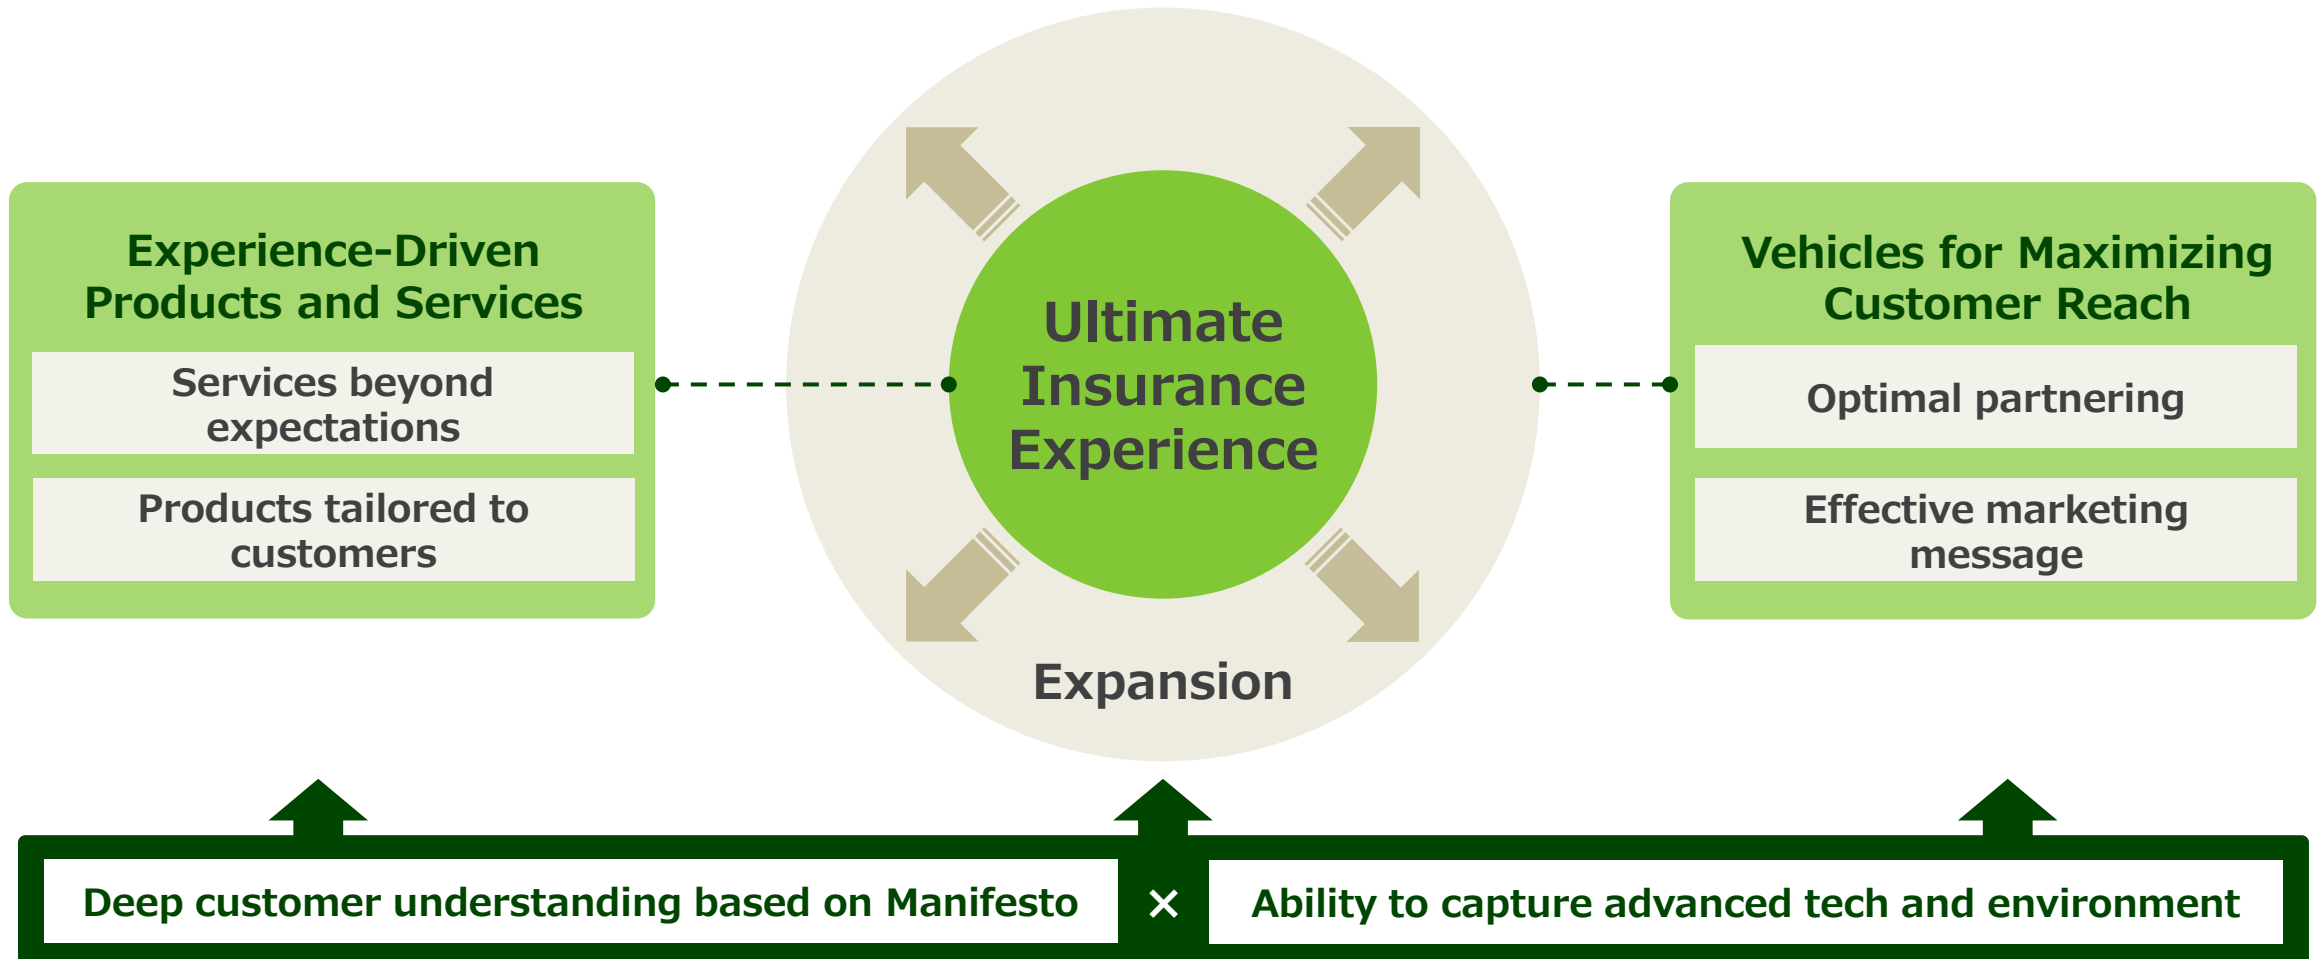 Experience-Driven
Products and Services
Services beyond
expectations
Products tailored to
customers
Ultimate
Insurance
Experience
Expansion
Vehicles for Maximizing
Customer Reach
Optimal partnering
Effective marketing
message
Deep customer understanding based on Manifesto
×
Ability to capture advanced tech and environment